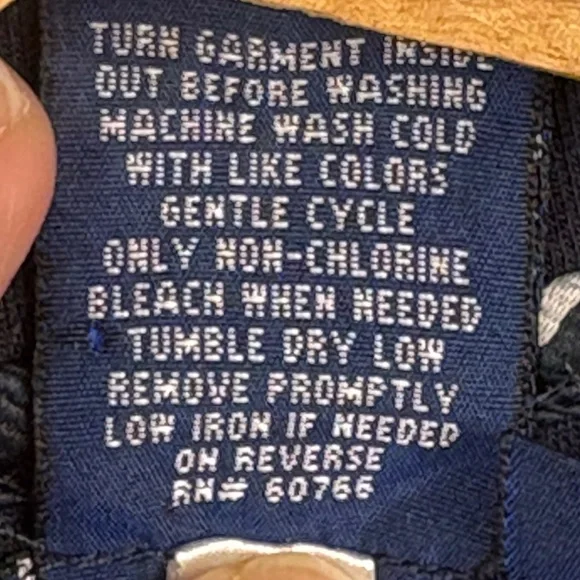 TURN GARMENT INSIDE
OUT BEFORE WASHING
MACHINE WASH COLD
WITH LIKE COLORS
GENTLE CYCLE
ONLY NON-CHLORINE
BLEACH WHEN NEEDED
TUMBLE DRY LOW
REMOVE PROMPTLY
LOW IRON IF NEEDED
ON REVERSE
RN# 60766